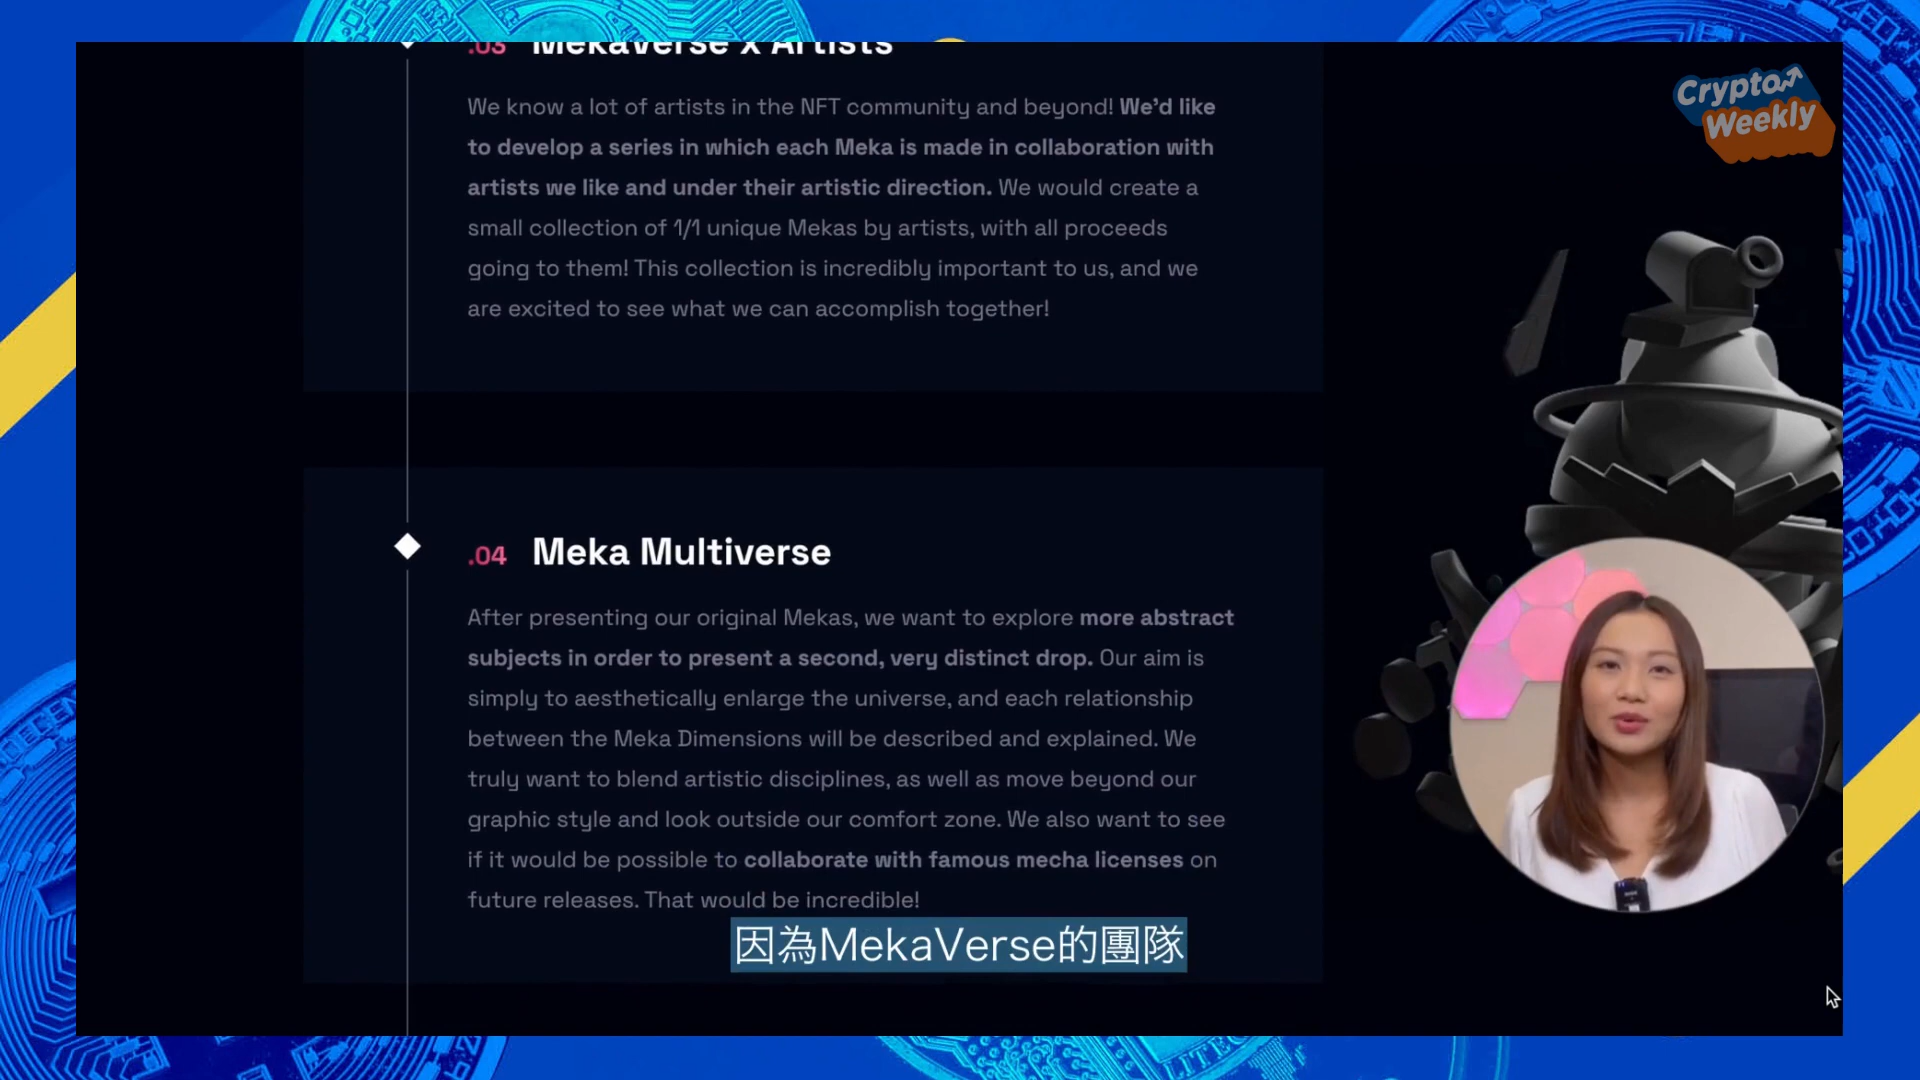 .03 Mekaverse x Artists
We know a lot of artists in the NFT community and beyond! We'd like
to develop a series in which each Meka is made in collaboration with
artists we like and under their artistic direction. We would create a
small collection of 1/1 unique Mekas by artists, with all proceeds
going to them! This collection is incredibly important to us, and we
are excited to see what we can accomplish together!
.04 Meka Multiverse
After presenting our original Mekas, we want to explore more abstract
subjects in order to present a second, very distinct drop. Our aim is
simply to aesthetically enlarge the universe, and each relationship
between the Meka Dimensions will be described and explained. We
truly want to blend artistic disciplines, as well as move beyond our
graphic style and look outside our comfort zone. We also want to see
if it would be possible to collaborate with famous mecha licenses on
future releases. That would be incredible!
因為MekaVerse的團隊
Crypto
Weekly